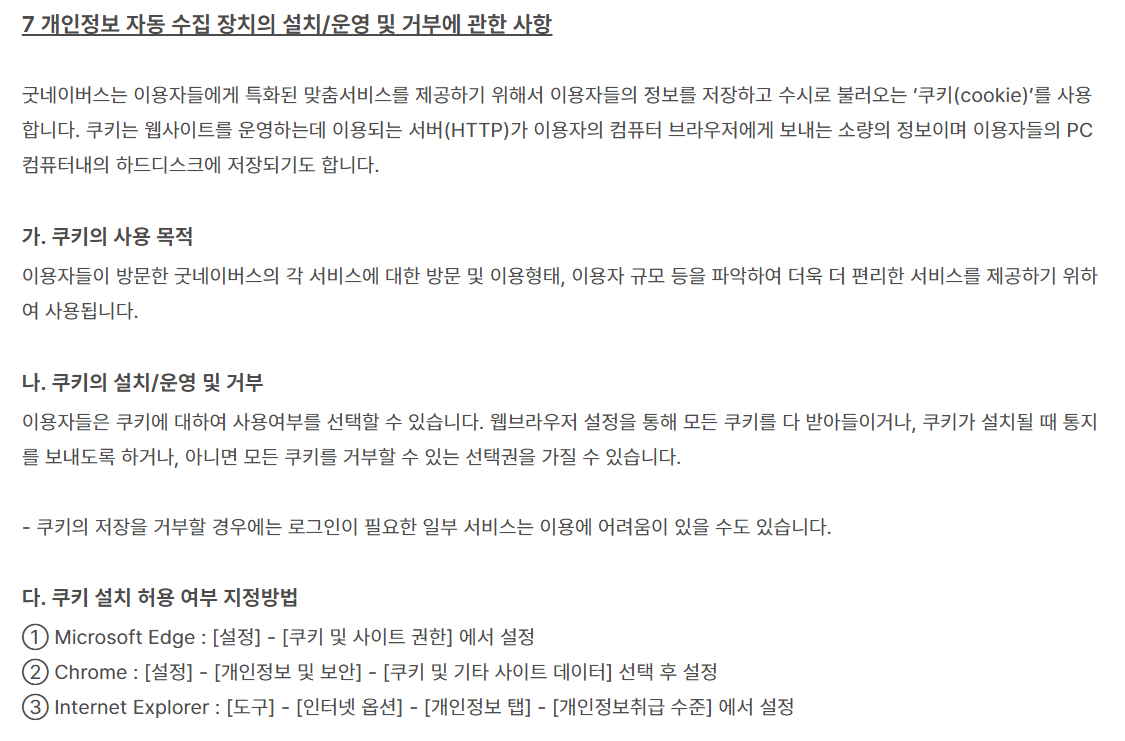 7 개인정보 자동 수집 장치의 설치/운영 및 거부에 관한 사항
굿네이버스는 이용자들에게 특화된 맞춤서비스를 제공하기 위해서 이용자들의 정보를 저장하고 수시로 불러오는 ‘쿠키(cookie)’를 사용
합니다. 쿠키는 웹사이트를 운영하는데 이용되는 서버(HTTP)가 이용자의 컴퓨터 브라우저에게 보내는 소량의 정보이며 이용자들의 PC
컴퓨터내의 하드디스크에 저장되기도 합니다.
가. 쿠키의 사용 목적
이용자들이 방문한 굿네이버스의 각 서비스에 대한 방문 및 이용형태, 이용자 규모 등을 파악하여 더욱 더 편리한 서비스를 제공하기 위하
여 사용됩니다.
나. 쿠키의 설치/운영 및 거부
이용자들은 쿠키에 대하여 사용여부를 선택할 수 있습니다. 웹브라우저 설정을 통해 모든 쿠키를 다 받아들이거나, 쿠키가 설치될 때 통지
를 보내도록 하거나, 아니면 모든 쿠키를 거부할 수 있는 선택권을 가질 수 있습니다.
- 쿠키의 저장을 거부할 경우에는 로그인이 필요한 일부 서비스는 이용에 어려움이 있을 수도 있습니다.
다. 쿠키 설치 허용 여부 지정방법
① Microsoft Edge : [설정] - [쿠키 및 사이트 권한] 에서 설정
② Chrome : [설정] - [개인정보 및 보안] - [쿠키 및 기타 사이트 데이터] 선택 후 설정
③ Internet Explorer : [도구] - [인터넷 옵션] - [개인정보 탭] - [개인정보취급 수준] 에서 설정